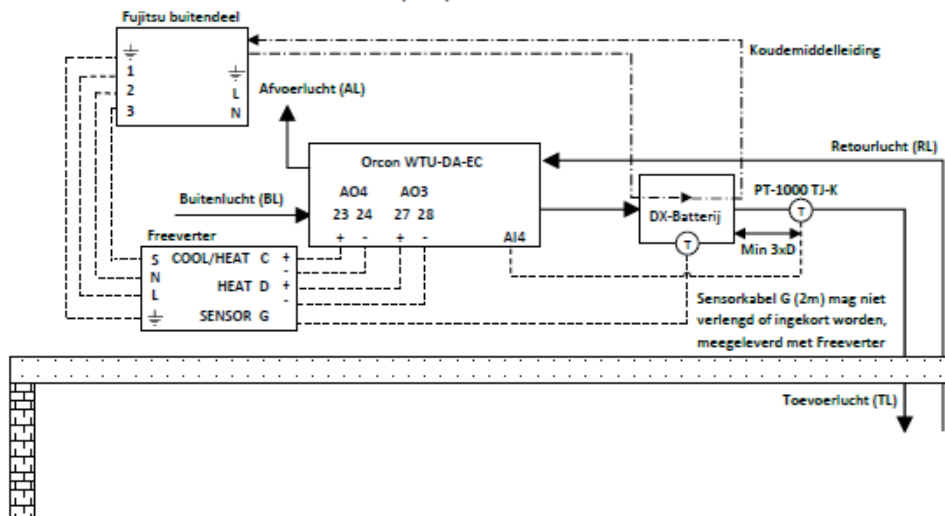 Fujitsu buitendeel
1
2
3
L
N
Koudemiddelleiding
Afvoerlucht (AL)
Retourlucht (RL)
Orcon WTU-DA-EC
AO4 AO3
23 24 27 28
+ - + -
AI4
Buitenlucht (BL)
DX-Batterij
T
PT-1000 TJ-K
T
Min 3xD
Freeverter
S COOL/HEAT C +
N -
HEAT D +
L -
SENSOR G
Sensorkabel G (2m) mag niet
verlengd of ingekort worden,
meegeleverd met Freeverter
Toevoerlucht (TL)